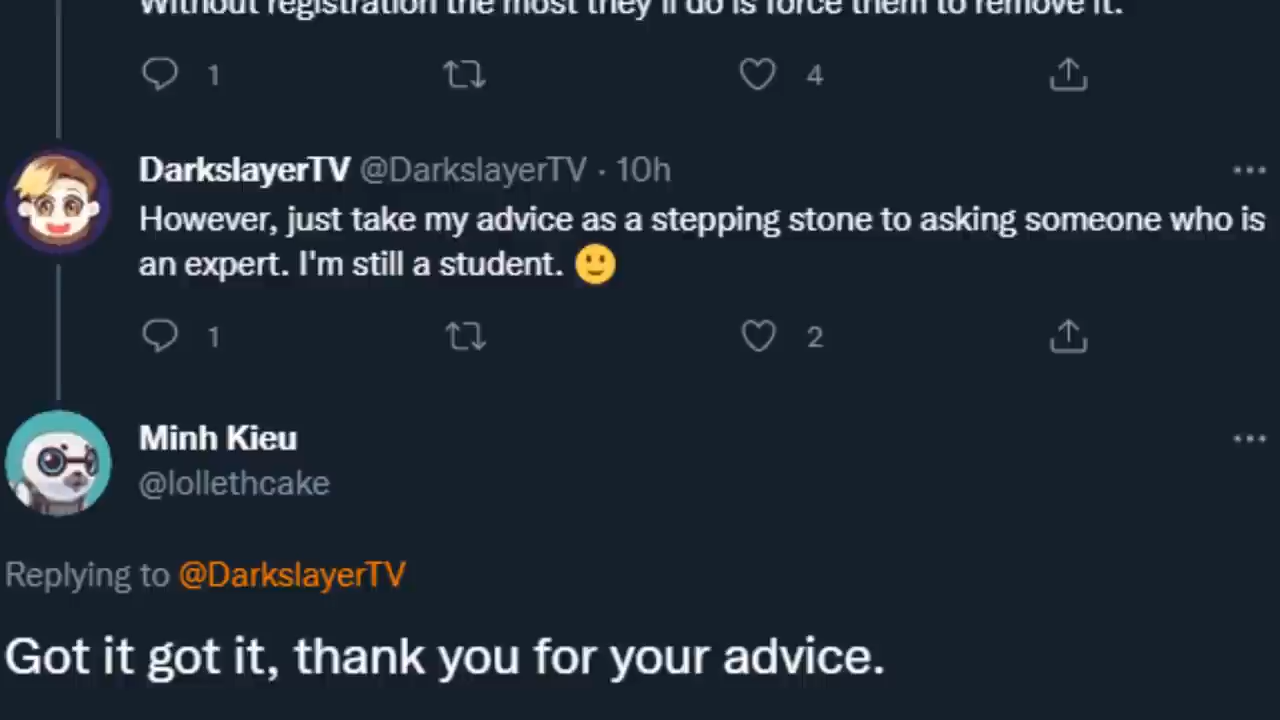 Without registration the most they'll do is force them to remove it.
1 4
DarkslayerTV @DarkslayerTV · 10h
However, just take my advice as a stepping stone to asking someone who is
an expert. I'm still a student. 🙂
1 2
Minh Kieu
@lollethcake
Replying to @DarkslayerTV
Got it got it, thank you for your advice.